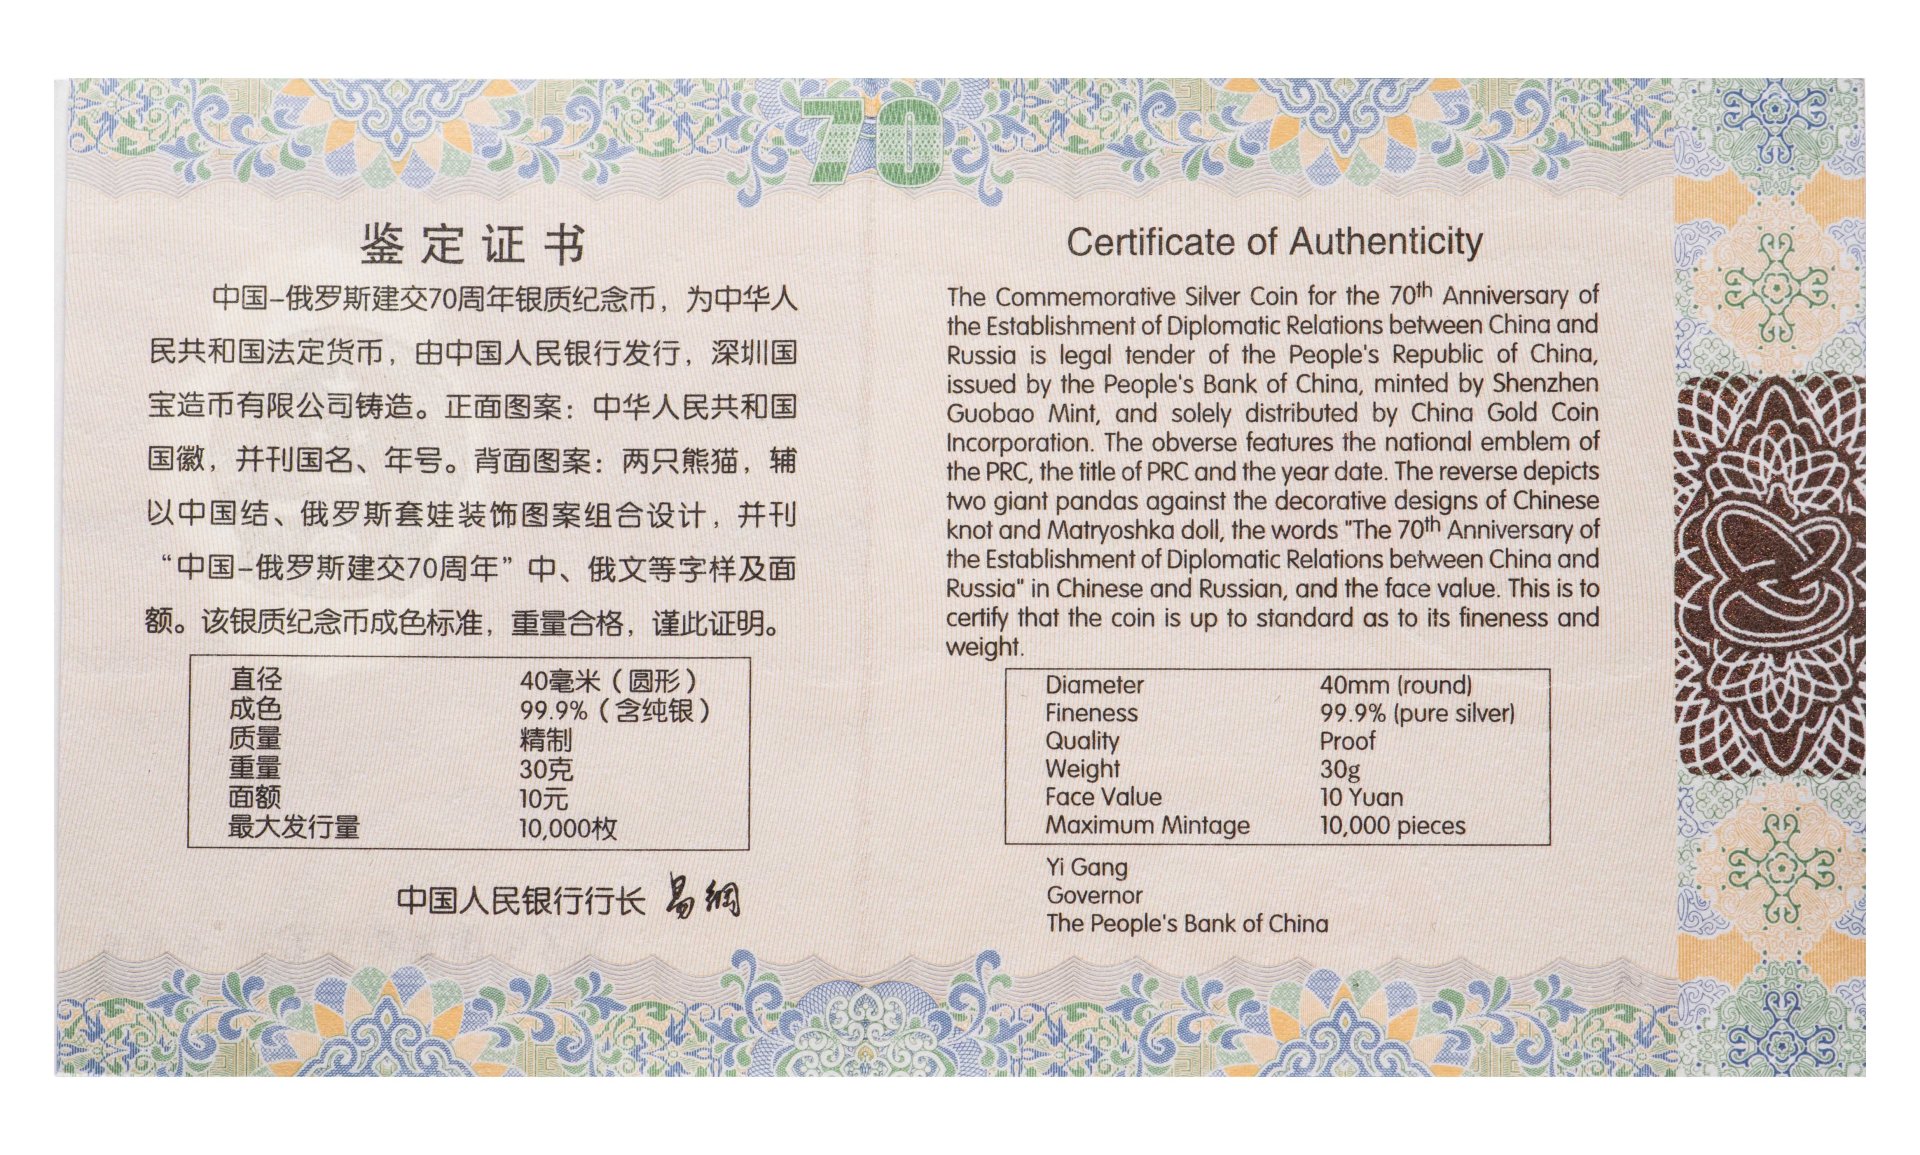 70
鉴定证书
中国-俄罗斯建交70周年银质纪念币，为中华人
民共和国法定货币，由中国人民银行发行，深圳国
宝造币有限公司铸造。正面图案：中华人民共和国
国徽，并刊国名、年号。背面图案：两只熊猫，辅
以中国结、俄罗斯套娃装饰图案组合设计，并刊
“中国-俄罗斯建交70周年”中、俄文等字样及面
额。该银质纪念币成色标准，重量合格，谨此证明。
直径 40毫米（圆形）
成色 99.9%（含纯银）
质量 精制
重量 30克
面额 10元
最大发行量 10,000枚
中国人民银行行长 易纲
Certificate of Authenticity
The Commemorative Silver Coin for the 70th Anniversary of
the Establishment of Diplomatic Relations between China and
Russia is legal tender of the People's Republic of China,
issued by the People's Bank of China, minted by Shenzhen
Guobao Mint, and solely distributed by China Gold Coin
Incorporation. The obverse features the national emblem of
the PRC, the title of PRC and the year date. The reverse depicts
two giant pandas against the decorative designs of Chinese
knot and Matryoshka doll, the words "The 70th Anniversary of
the Establishment of Diplomatic Relations between China and
Russia" in Chinese and Russian, and the face value. This is to
certify that the coin is up to standard as to its fineness and
weight.
Diameter 40mm (round)
Fineness 99.9% (pure silver)
Quality Proof
Weight 30g
Face Value 10 Yuan
Maximum Mintage 10,000 pieces
Yi Gang
Governor
The People's Bank of China